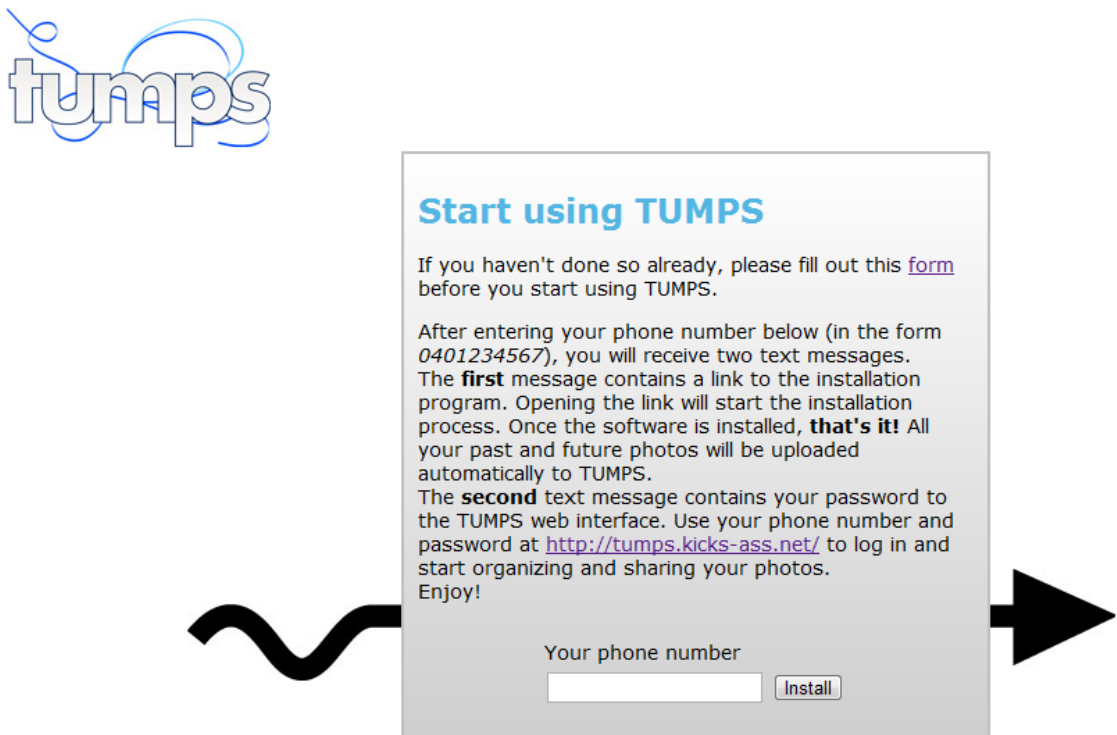 tumps
Start using TUMPS
If you haven't done so already, please fill out this form
before you start using TUMPS.
After entering your phone number below (in the form
0401234567), you will receive two text messages.
The first message contains a link to the installation
program. Opening the link will start the installation
process. Once the software is installed, that's it! All
your past and future photos will be uploaded
automatically to TUMPS.
The second text message contains your password to
the TUMPS web interface. Use your phone number and
password at http://tumps.kicks-ass.net/ to log in and
start organizing and sharing your photos.
Enjoy!
Your phone number
Install